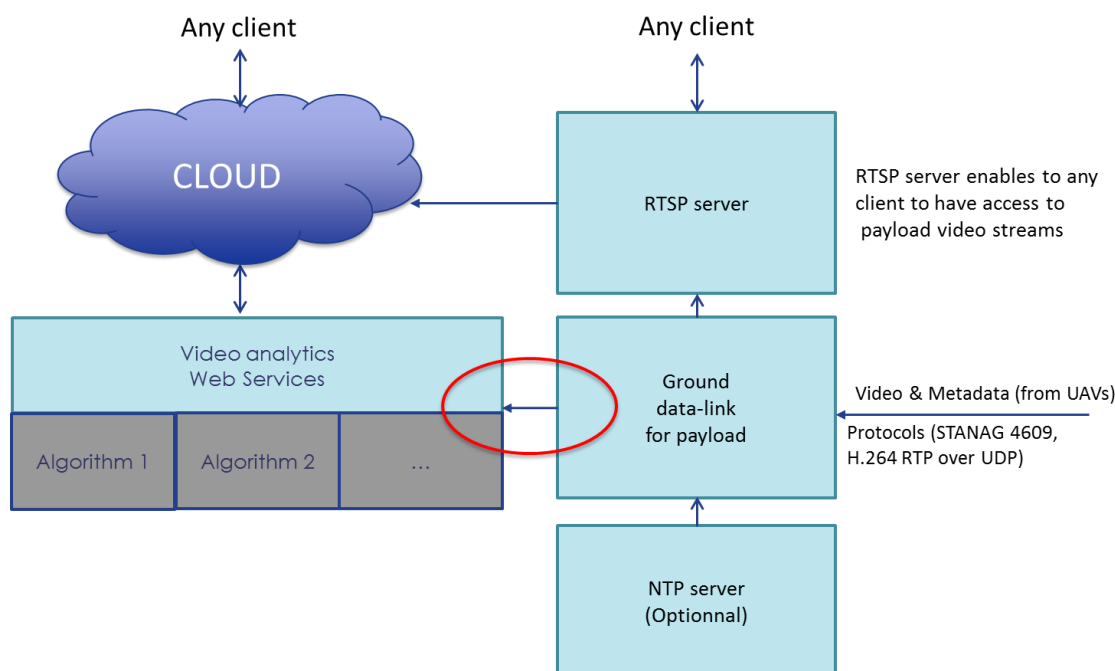 Any client
Any client
CLOUD
RTSP server
RTSP server enables to any
client to have access to
payload video streams
Video analytics
Web Services
Ground
data-link
for payload
Video & Metadata (from UAVs)
Protocols (STANAG 4609,
H.264 RTP over UDP)
Algorithm 1
Algorithm 2
...
NTP server
(Optionnal)